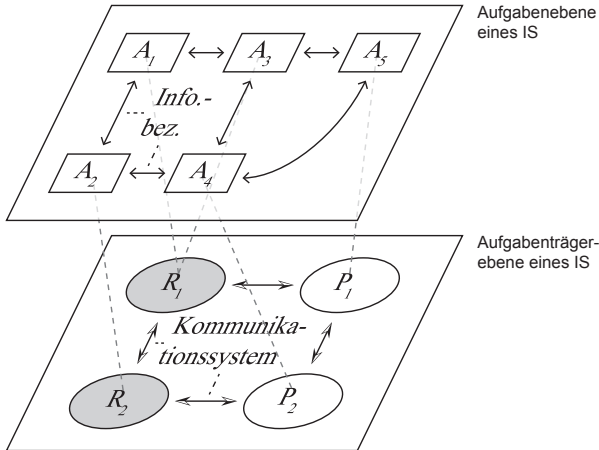 Aufgabenebene
eines IS
A1
A3
A5
Info.-
bez.
A2
A4
Aufgabenträger-
ebene eines IS
R1
P1
Kommunika-
tionssystem
R2
P2